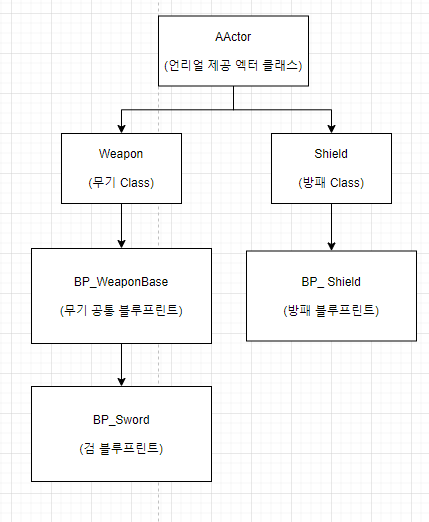 AActor
(언리얼 제공 엑터 클래스)
Weapon
(무기 Class)
Shield
(방패 Class)
BP_WeaponBase
(무기 공통 블루프린트)
BP_ Shield
(방패 블루프린트)
BP_Sword
(검 블루프린트)